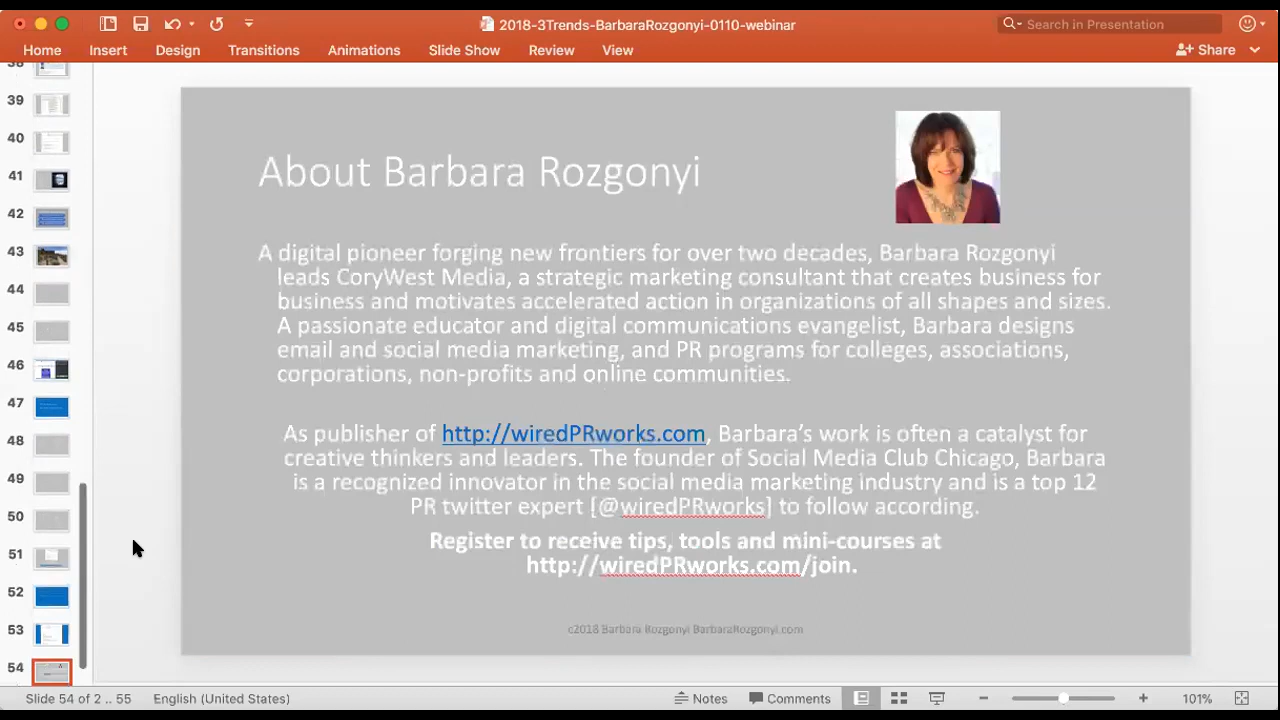 2018-3Trends-BarbaraRozgonyi-0110-webinar
Search in Presentation
Home Insert Design Transitions Animations Slide Show Review View Share
38
39
40
41
42
43
44
45
46
47
48
49
50
51
52
53
54
About Barbara Rozgonyi
A digital pioneer forging new frontiers for over two decades, Barbara Rozgonyi
leads CoryWest Media, a strategic marketing consultant that creates business for
business and motivates accelerated action in organizations of all shapes and sizes.
A passionate educator and digital communications evangelist, Barbara designs
email and social media marketing, and PR programs for colleges, associations,
corporations, non-profits and online communities.
As publisher of http://wiredPRworks.com, Barbara’s work is often a catalyst for
creative thinkers and leaders. The founder of Social Media Club Chicago, Barbara
is a recognized innovator in the social media marketing industry and is a top 12
PR twitter expert [@wiredPRworks] to follow according.
Register to receive tips, tools and mini-courses at
http://wiredPRworks.com/join.
c2018 Barbara Rozgonyi BarbaraRozgonyi.com
Slide 54 of 2 .. 55 English (United States) Notes Comments 101%